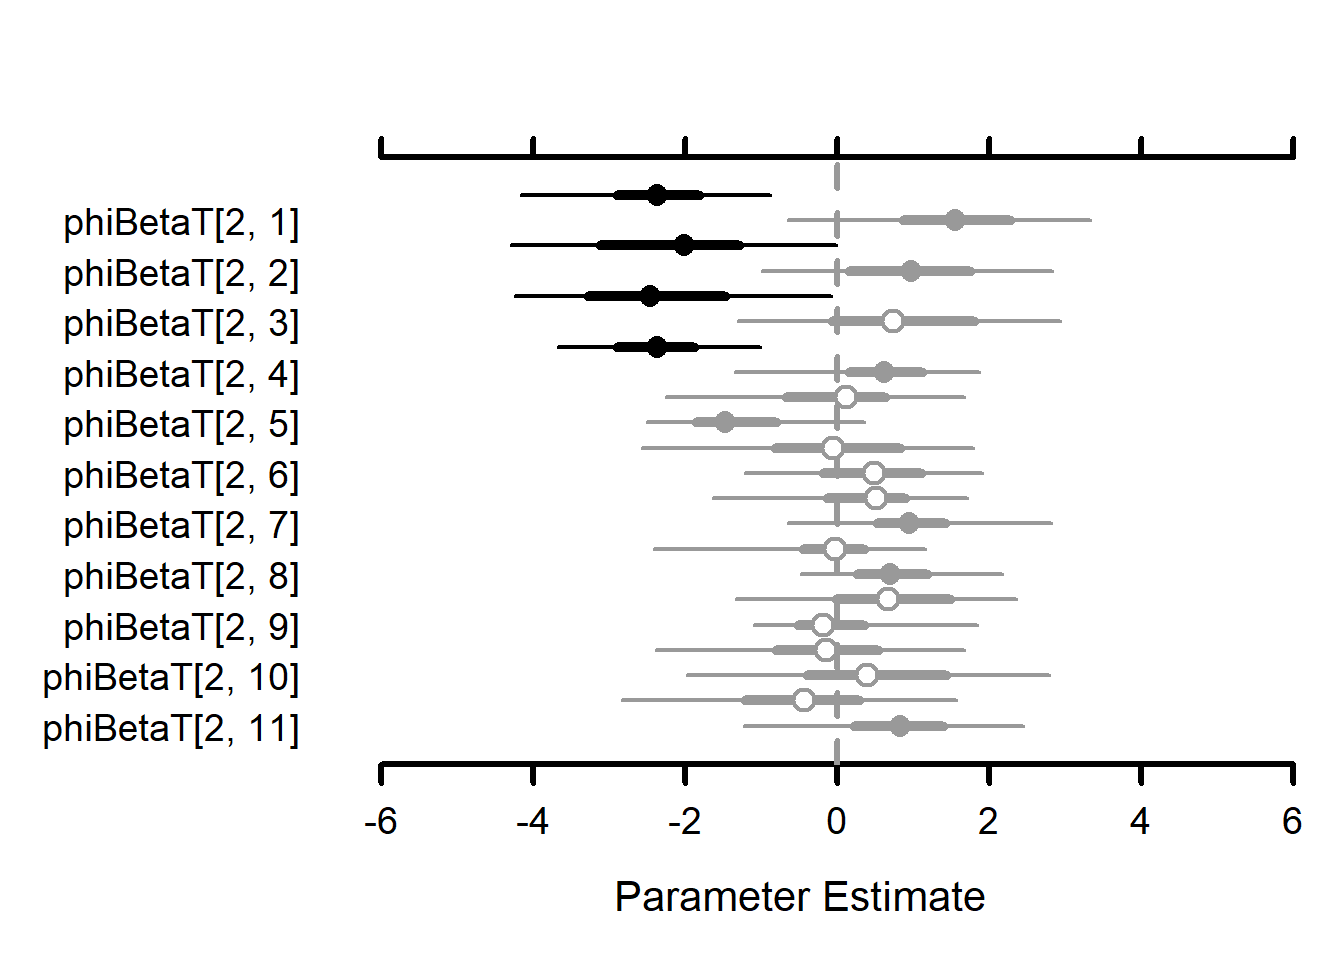 phiBetaT[2, 1]
phiBetaT[2, 2]
phiBetaT[2, 3]
phiBetaT[2, 4]
phiBetaT[2, 5]
phiBetaT[2, 6]
phiBetaT[2, 7]
phiBetaT[2, 8]
phiBetaT[2, 9]
phiBetaT[2, 10]
phiBetaT[2, 11]
-6 -4 -2 0 2 4 6
Parameter Estimate